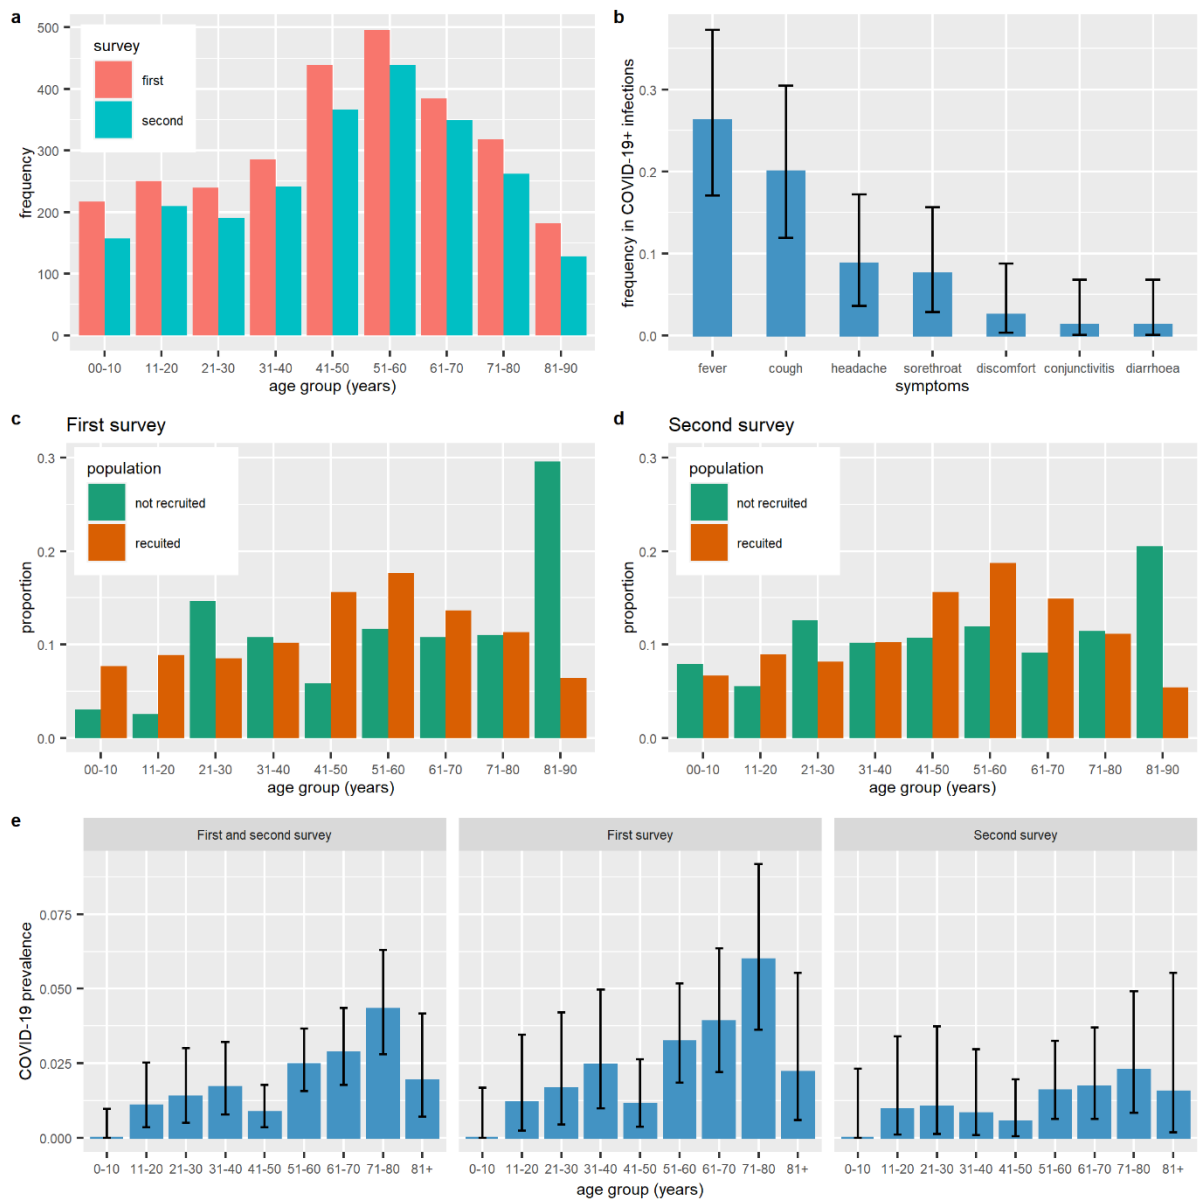 a
survey
first
second
frequency
500
400
300
200
100
0
00-10 11-20 21-30 31-40 41-50 51-60 61-70 71-80 81-90
age group (years)
b
frequency in COVID-19+ infections
0.3
0.2
0.1
0.0
fever cough headache sorethroat discomfort conjunctivitis diarrhoea
symptoms
c
First survey
population
not recruited
recuited
proportion
0.3
0.2
0.1
0.0
00-10 11-20 21-30 31-40 41-50 51-60 61-70 71-80 81-90
age group (years)
d
Second survey
population
not recruited
recuited
proportion
0.3
0.2
0.1
0.0
00-10 11-20 21-30 31-40 41-50 51-60 61-70 71-80 81-90
age group (years)
e
First and second survey First survey Second survey
COVID-19 prevalence
0.075
0.050
0.025
0.000
0-10 11-20 21-30 31-40 41-50 51-60 61-70 71-80 81+ 0-10 11-20 21-30 31-40 41-50 51-60 61-70 71-80 81+ 0-10 11-20 21-30 31-40 41-50 51-60 61-70 71-80 81+
age group (years)